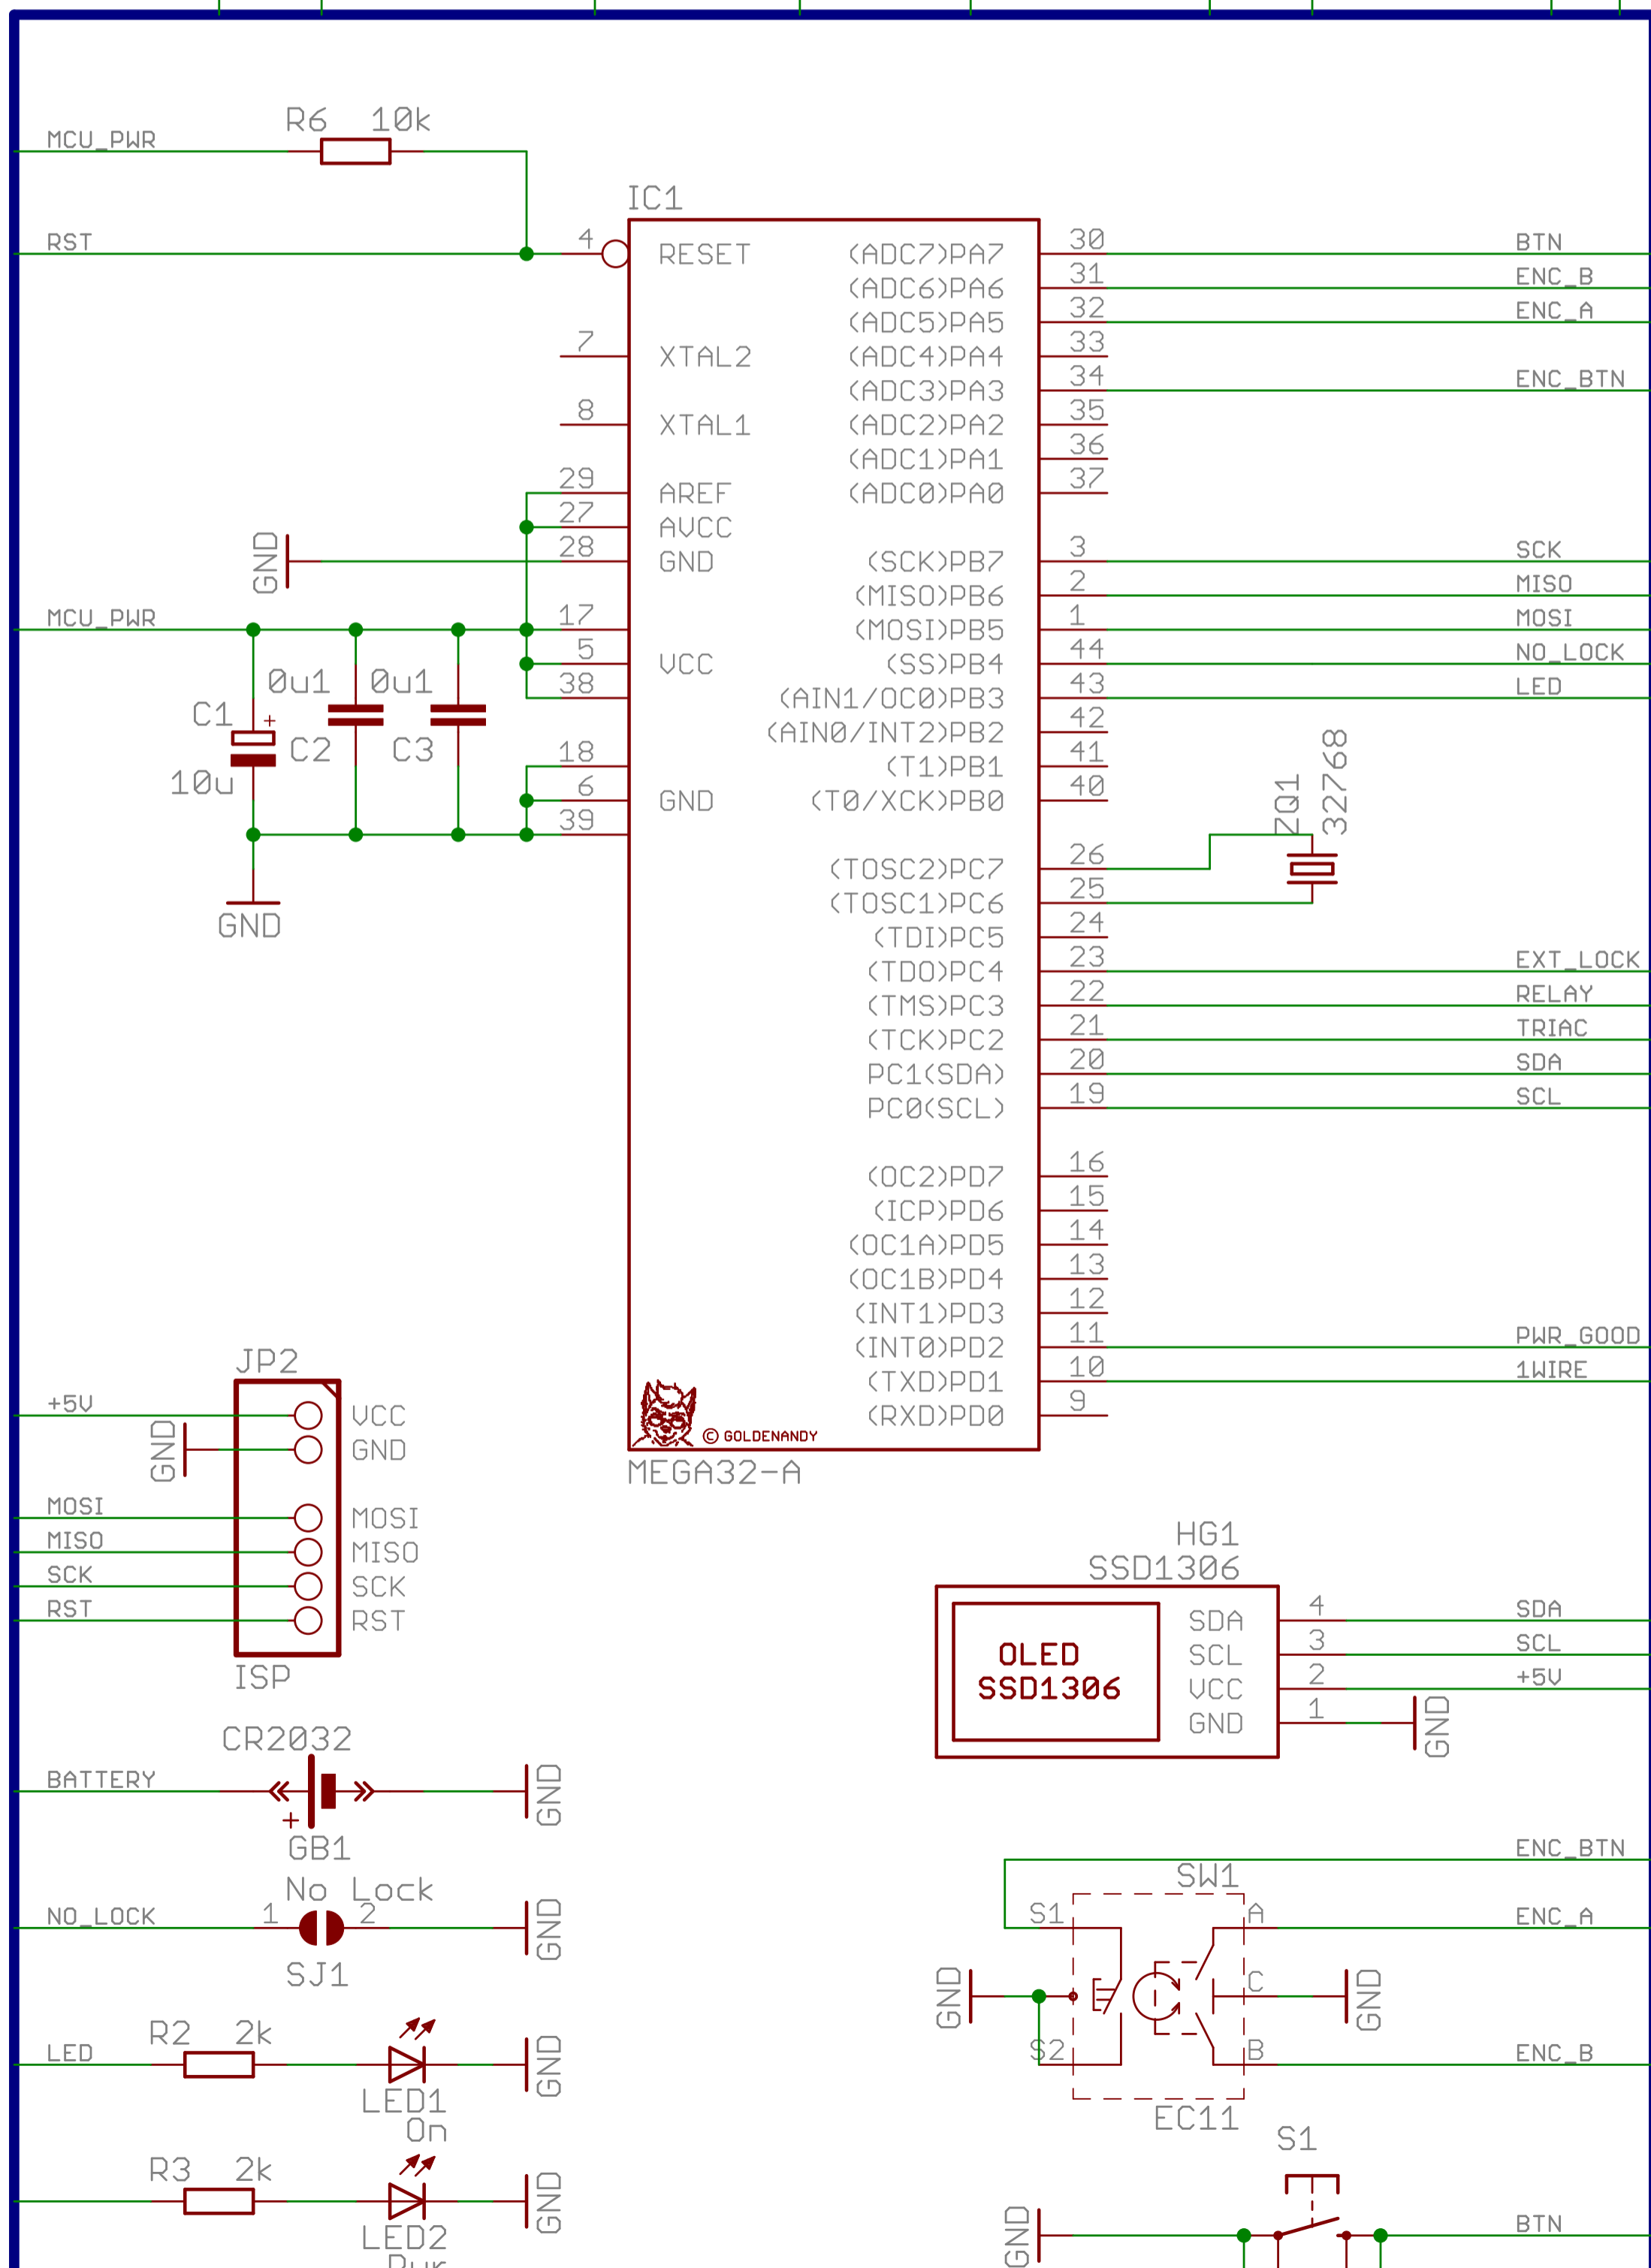 R6 10k
MCU_PWR
RST
IC1
4 RESET
7 XTAL2
8 XTAL1
29 AREF
27 AVCC
28 GND
GND
MCU_PWR
17
5 VCC
38
18
6 GND
39
0u1 0u1
C1 +
C2 C3
10u
GND
(ADC7)PA7 30 BTN
(ADC6)PA6 31 ENC_B
(ADC5)PA5 32 ENC_A
(ADC4)PA4 33
(ADC3)PA3 34 ENC_BTN
(ADC2)PA2 35
(ADC1)PA1 36
(ADC0)PA0 37
(SCK)PB7 3 SCK
(MISO)PB6 2 MISO
(MOSI)PB5 1 MOSI
(SS)PB4 44 NO_LOCK
(AIN1/OC0)PB3 43 LED
(AIN0/INT2)PB2 42
(T1)PB1 41
(T0/XCK)PB0 40
ZQ1
32768
(TOSC2)PC7 26
(TOSC1)PC6 25
(TDI)PC5 24
(TDO)PC4 23 EXT_LOCK
(TMS)PC3 22 RELAY
(TCK)PC2 21 TRIAC
PC1(SDA) 20 SDA
PC0(SCL) 19 SCL
(OC2)PD7 16
(ICP)PD6 15
(OC1A)PD5 14
(OC1B)PD4 13
(INT1)PD3 12
(INT0)PD2 11 PWR_GOOD
(TXD)PD1 10 1WIRE
(RXD)PD0 9
© GOLDENANDY
MEGA32-A
JP2
+5V VCC
GND GND
MOSI MOSI
MISO MISO
SCK SCK
RST RST
ISP
HG1
SSD1306
OLED
SSD1306
SDA 4 SDA
SCL 3 SCL
VCC 2 +5V
GND 1 GND
CR2032
BATTERY GND
+
GB1
No Lock
NO_LOCK 1 2 GND
SJ1
R2 2k
LED GND
LED1
On
R3 2k
GND
LED2
ENC_BTN
SW1
S1 A ENC_A
GND C GND
S2 B ENC_B
EC11
S1
GND BTN